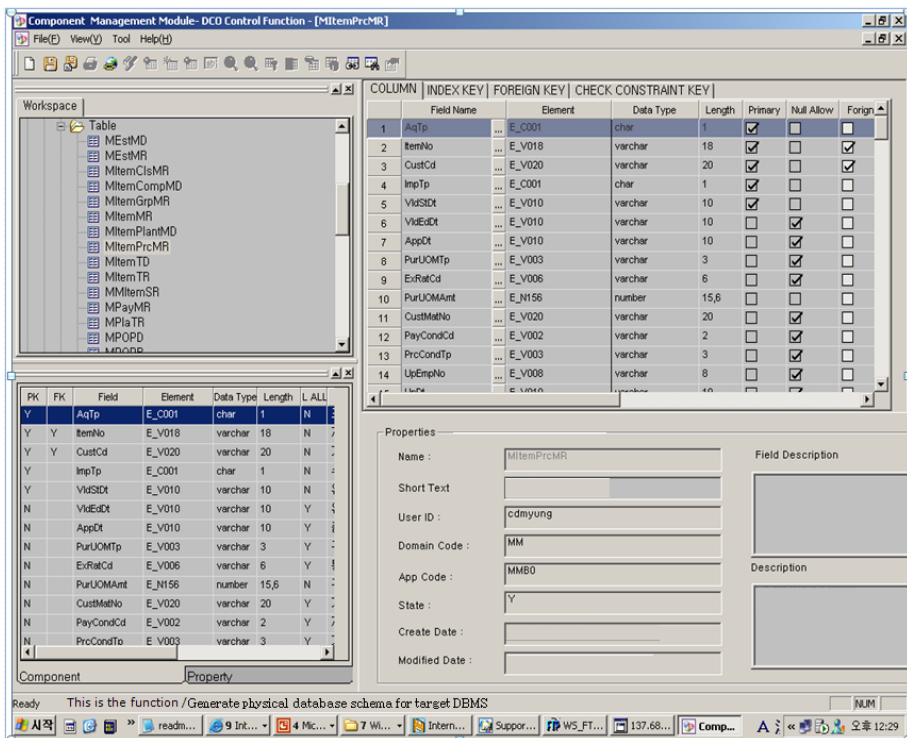 Component Management Module- DCO Control Function - [MItemPrcMR]
File(F) View(V) Tool Help(H)
Workspace
Table
MEstMD
MEstMR
MItemClsMR
MItemCompMD
MItemGrpMR
MItemMR
MItemPlantMD
MItemPrcMR
MItemTD
MItemTR
MMItemSR
MPayMR
MPlaTR
MPOPD
COLUMN INDEX KEY FOREIGN KEY CHECK CONSTRAINT KEY
Field Name Element Data Type Length Primary Null Allow Forign
1 AqTp ... E_C001 char 1
2 ItemNo ... E_V018 varchar 18
3 CustCd ... E_V020 varchar 20
4 ImpTp ... E_C001 char 1
5 VldStDt ... E_V010 varchar 10
6 VldEdDt ... E_V010 varchar 10
7 AppDt ... E_V010 varchar 10
8 PurUOMTp ... E_V003 varchar 3
9 ExRatCd ... E_V006 varchar 6
10 PurUOMAmt ... E_N156 number 15,6
11 CustMatNo ... E_V020 varchar 20
12 PayCondCd ... E_V002 varchar 2
13 PrcCondTp ... E_V003 varchar 3
14 UpEmpNo ... E_V008 varchar 8
PK FK Field Element Data Type Length L ALL
Y AqTp E_C001 char 1 N
Y Y ItemNo E_V018 varchar 18 N
Y Y CustCd E_V020 varchar 20 N
Y ImpTp E_C001 char 1 N
Y VldStDt E_V010 varchar 10 N
N VldEdDt E_V010 varchar 10 Y
N AppDt E_V010 varchar 10 Y
N PurUOMTp E_V003 varchar 3 Y
N ExRatCd E_V006 varchar 6 Y
N PurUOMAmt E_N156 number 15,6 N
N CustMatNo E_V020 varchar 20 Y
N PayCondCd E_V002 varchar 2 Y
N PrcCondTp E_V003 varchar 3 Y
Component Property
Properties
Name : MItemPrcMR
Short Text
User ID : cdmyung
Domain Code : MM
App Code : MMB0
State : Y
Create Date :
Modified Date :
Field Description
Description
Ready This is the function /Generate physical database schema for target DBMS NUM
시작 » readm... 9 Int... 4 Mic... 7 Wi... Intern... Suppor... WS_FT... 137.68... Comp... A « 오후 12:29